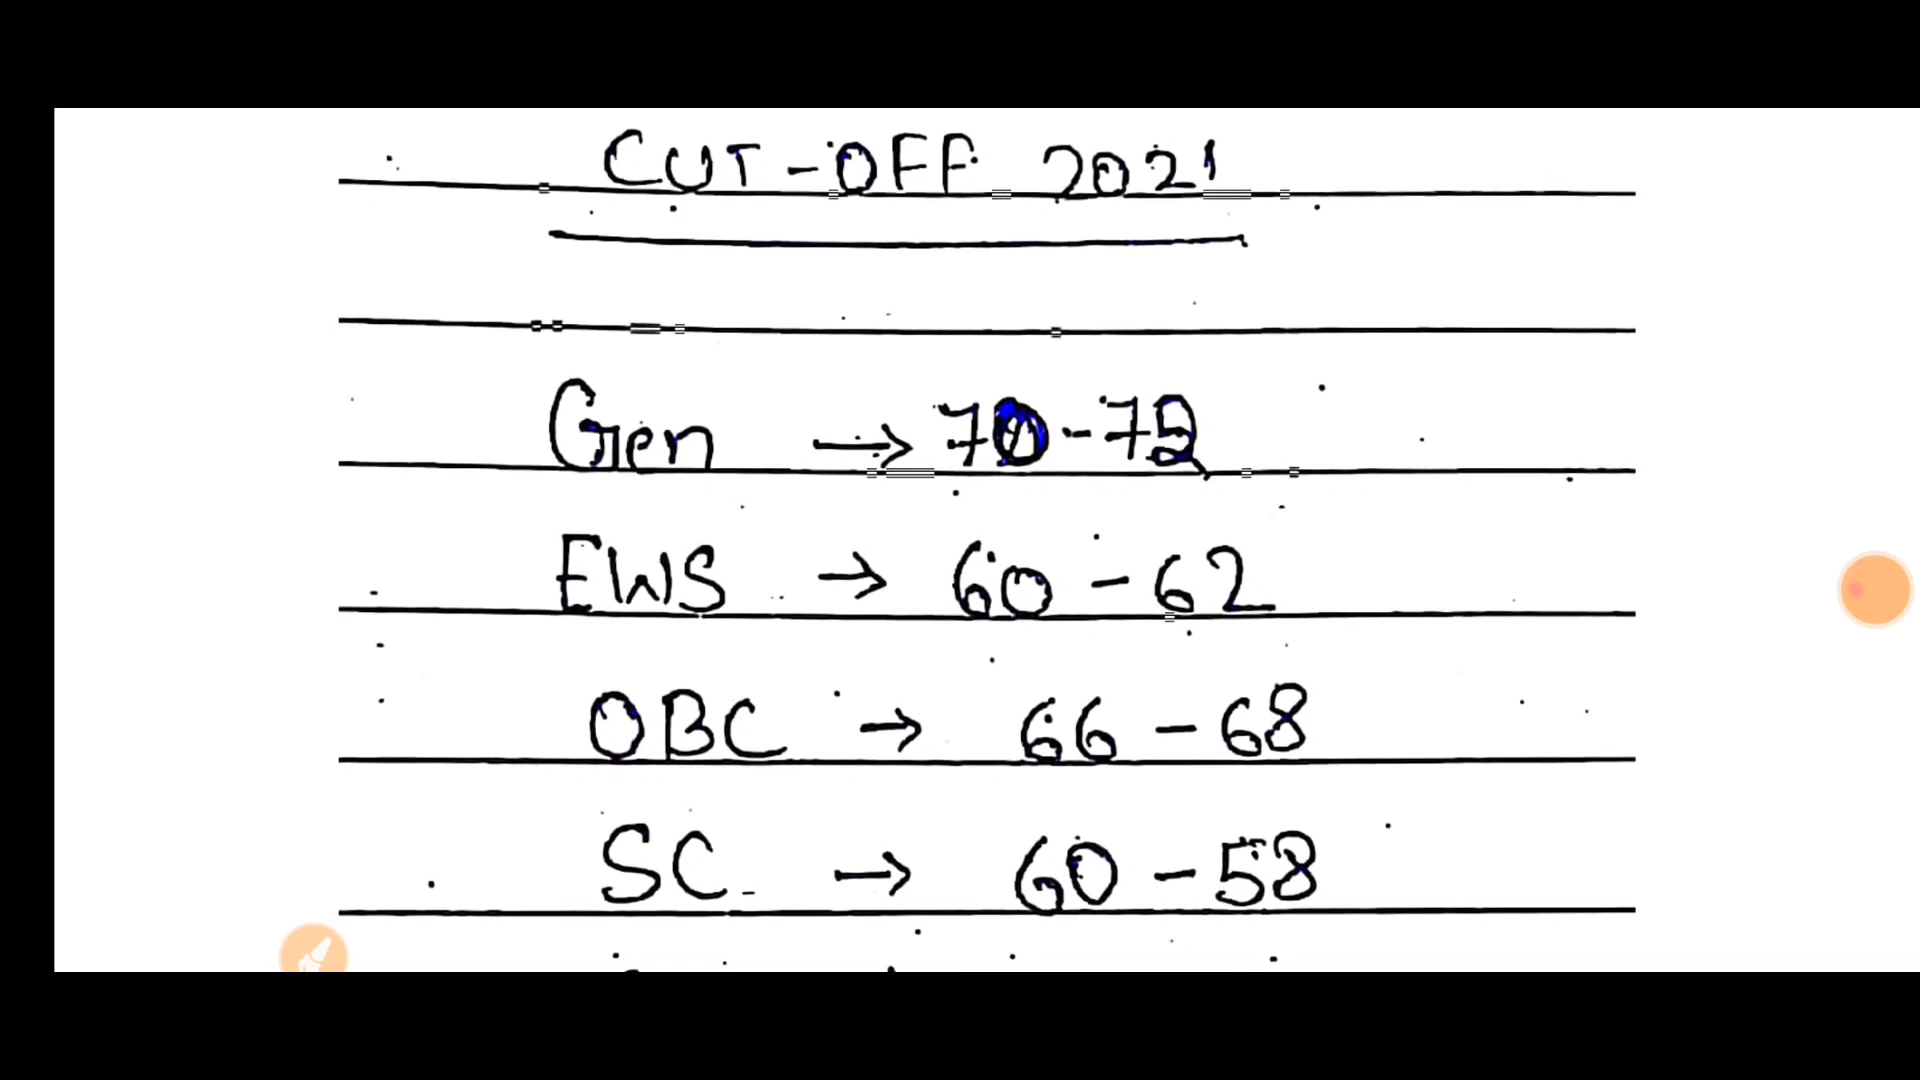 CUT-OFF 2021
Gen → 70-72
EWS → 60-62
OBC → 66-68
SC → 60-58